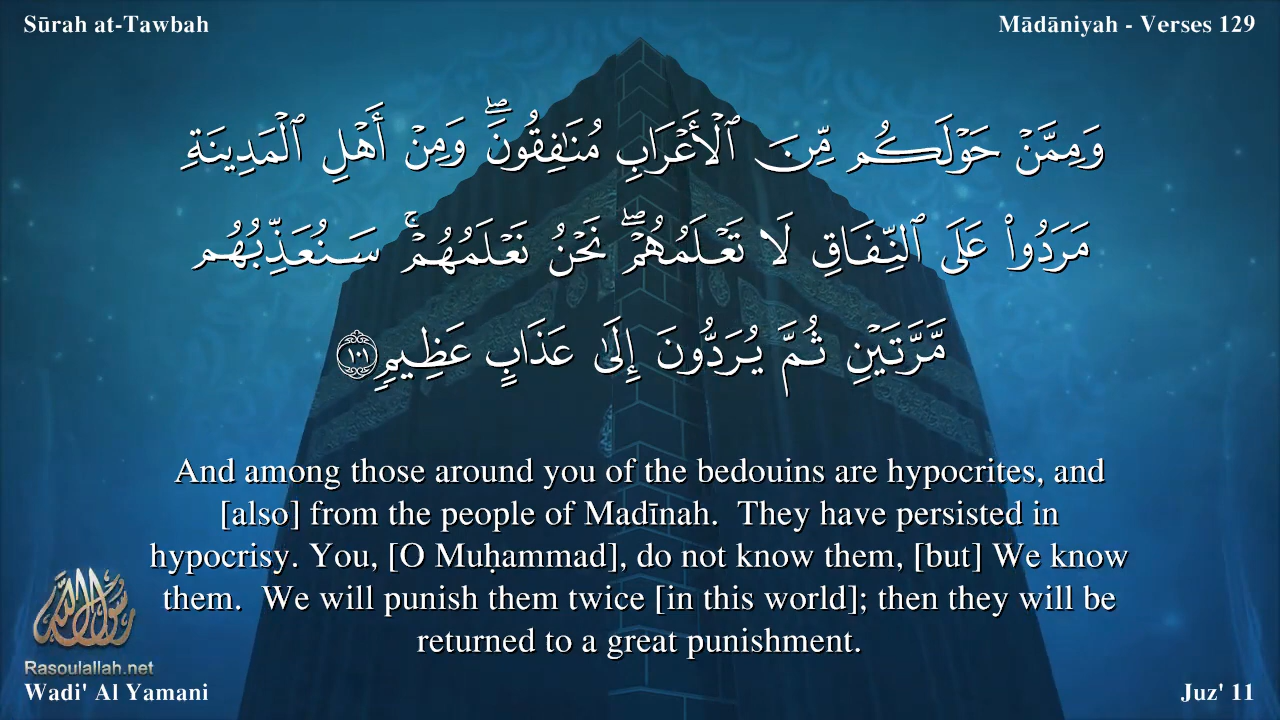 Sūrah at-Tawbah
Mādāniyah - Verses 129
وَمِمَّنْ حَوْلَكُم مِّنَ ٱلْأَعْرَابِ مُنَٰفِقُونَ ۖ وَمِنْ أَهْلِ ٱلْمَدِينَةِ
مَرَدُوا۟ عَلَى ٱلنِّفَاقِ لَا تَعْلَمُهُمْ ۖ نَحْنُ نَعْلَمُهُمْ ۚ سَنُعَذِّبُهُم
مَّرَّتَيْنِ ثُمَّ يُرَدُّونَ إِلَىٰ عَذَابٍ عَظِيمٍ ١٠١
And among those around you of the bedouins are hypocrites, and
[also] from the people of Madīnah.  They have persisted in
hypocrisy. You, [O Muḥammad], do not know them, [but] We know
them.  We will punish them twice [in this world]; then they will be
returned to a great punishment.
رسول الله
Rasoulallah.net
Wadi' Al Yamani
Juz' 11